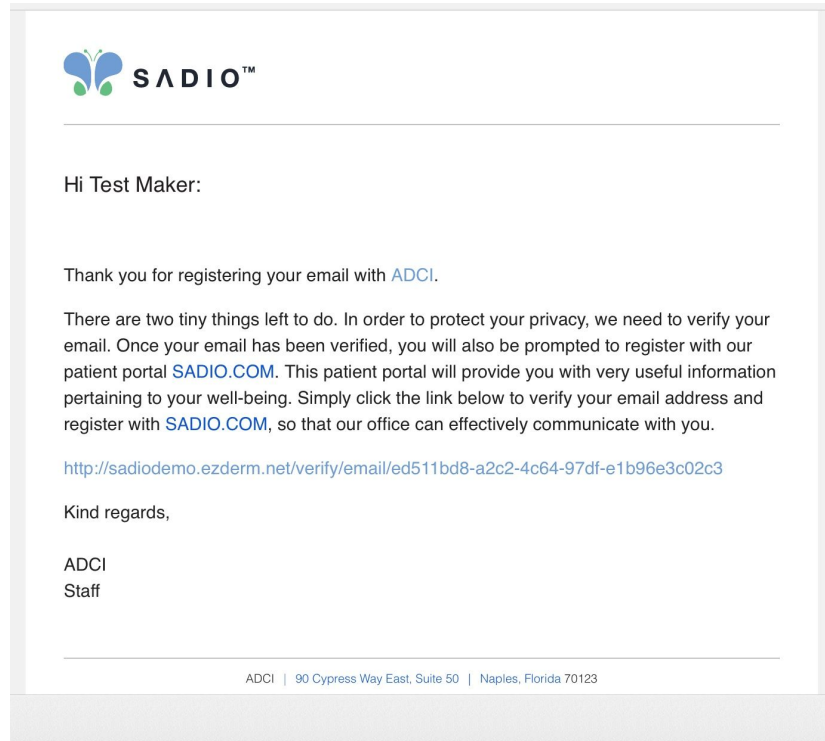 SADIO™
Hi Test Maker:
Thank you for registering your email with ADCI.
There are two tiny things left to do. In order to protect your privacy, we need to verify your
email. Once your email has been verified, you will also be prompted to register with our
patient portal SADIO.COM. This patient portal will provide you with very useful information
pertaining to your well-being. Simply click the link below to verify your email address and
register with SADIO.COM, so that our office can effectively communicate with you.
http://sadiodemo.ezderm.net/verify/email/ed511bd8-a2c2-4c64-97df-e1b96e3c02c3
Kind regards,
ADCI
Staff
ADCI | 90 Cypress Way East, Suite 50 | Naples, Florida 70123